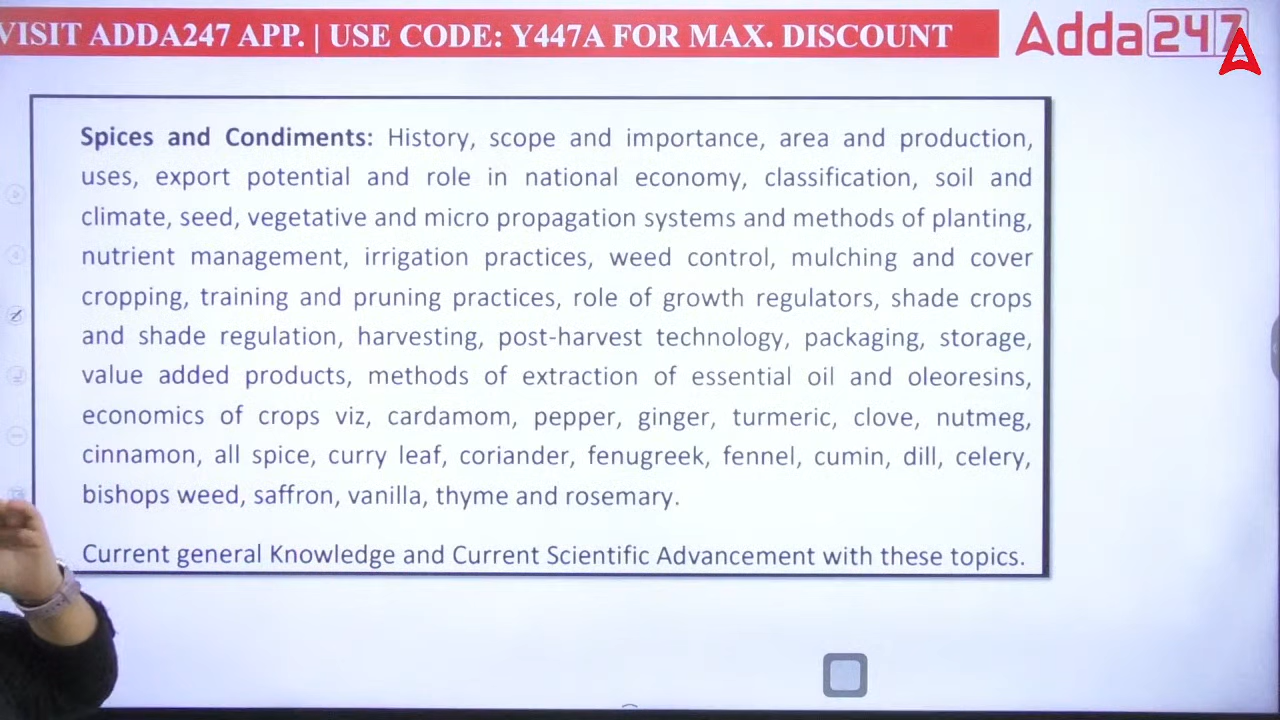 VISIT ADDA247 APP. | USE CODE: Y447A FOR MAX. DISCOUNT
Adda247
Spices and Condiments: History, scope and importance, area and production,
uses, export potential and role in national economy, classification, soil and
climate, seed, vegetative and micro propagation systems and methods of planting,
nutrient management, irrigation practices, weed control, mulching and cover
cropping, training and pruning practices, role of growth regulators, shade crops
and shade regulation, harvesting, post-harvest technology, packaging, storage,
value added products, methods of extraction of essential oil and oleoresins,
economics of crops viz, cardamom, pepper, ginger, turmeric, clove, nutmeg,
cinnamon, all spice, curry leaf, coriander, fenugreek, fennel, cumin, dill, celery,
bishops weed, saffron, vanilla, thyme and rosemary.
Current general Knowledge and Current Scientific Advancement with these topics.